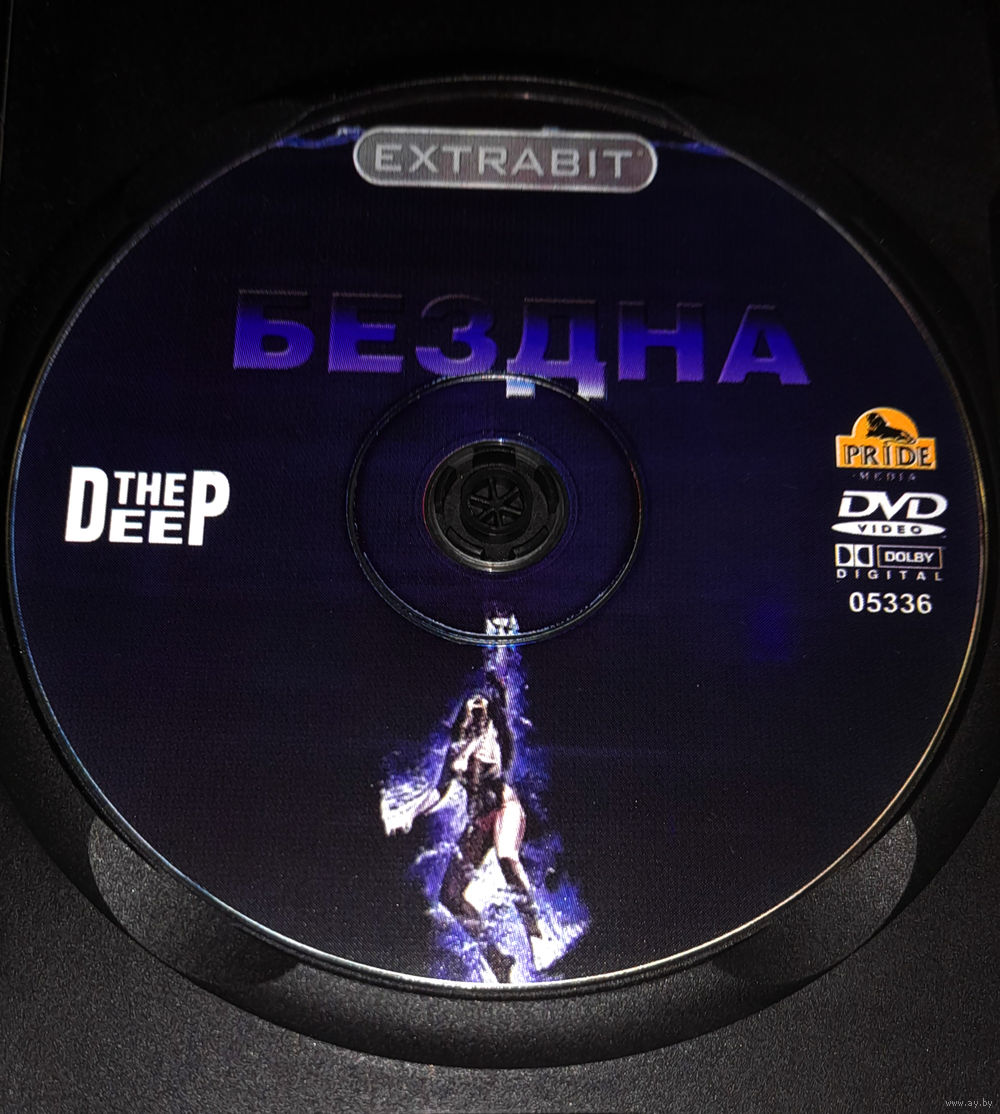 EXTRABIT
БЕЗДНА
THE DEEP
PRIDE
MEDIA
DVD
VIDEO
DOLBY
DIGITAL
05336
www.ay.by